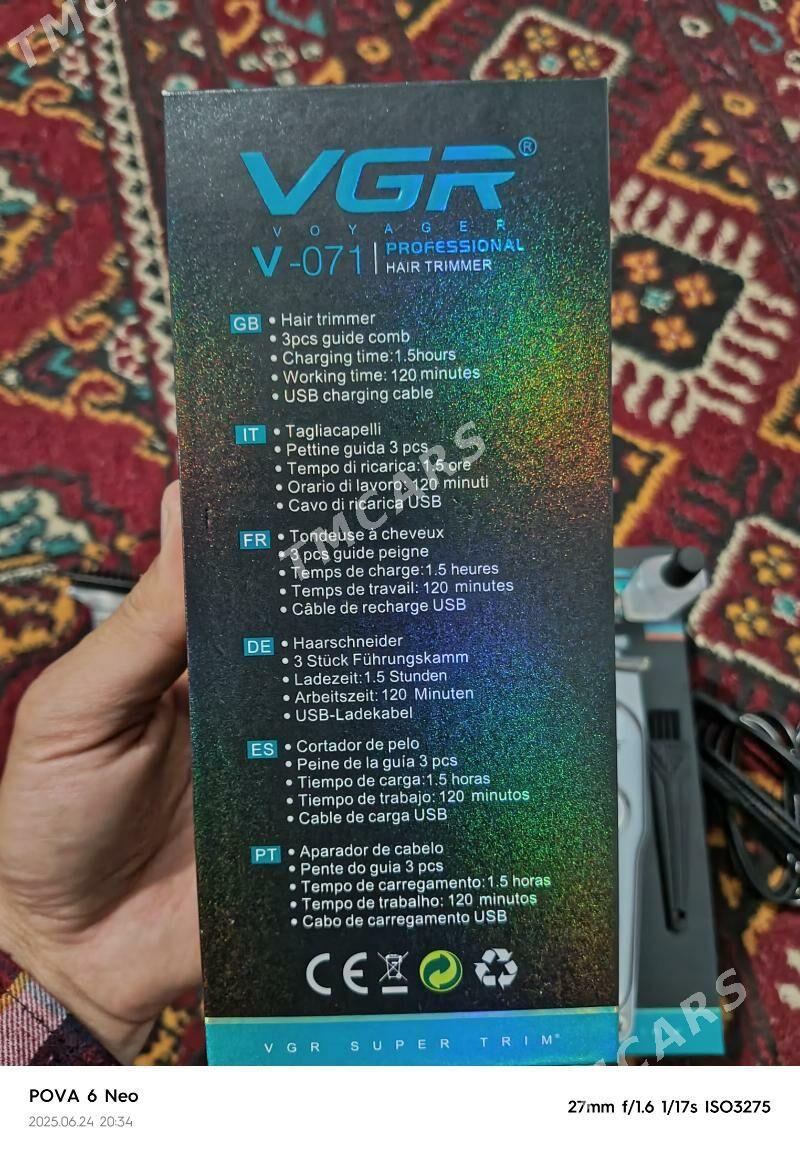 TMCARS
VGR®
VOYAGER
V-071 | PROFESSIONAL
HAIR TRIMMER
GB • Hair trimmer
• 3pcs guide comb
• Charging time:1.5hours
• Working time: 120 minutes
• USB charging cable
IT • Tagliacapelli
• Pettine guida 3 pcs
• Tempo di ricarica: 1.5 ore
• Orario di lavoro: 120 minuti
• Cavo di ricarica USB
TMCARS
FR • Tondeuse à cheveux
• 3 pcs guide peigne
• Temps de charge:1.5 heures
• Temps de travail: 120 minutes
• Câble de recharge USB
DE • Haarschneider
• 3 Stück Führungskamm
• Ladezeit:1.5 Stunden
• Arbeitszeit: 120 Minuten
• USB-Ladekabel
ES • Cortador de pelo
• Peine de la guía 3 pcs
• Tiempo de carga:1.5 horas
• Tiempo de trabajo: 120 minutos
• Cable de carga USB
PT • Aparador de cabelo
• Pente do guia 3 pcs
• Tempo de carregamento:1.5 horas
• Tempo de trabalho: 120 minutos
• Cabo de carregamento USB
CE
TMCARS
VGR SUPER TRIM®
POVA 6 Neo
2025.06.24 20:34
27mm f/1.6 1/17s ISO3275